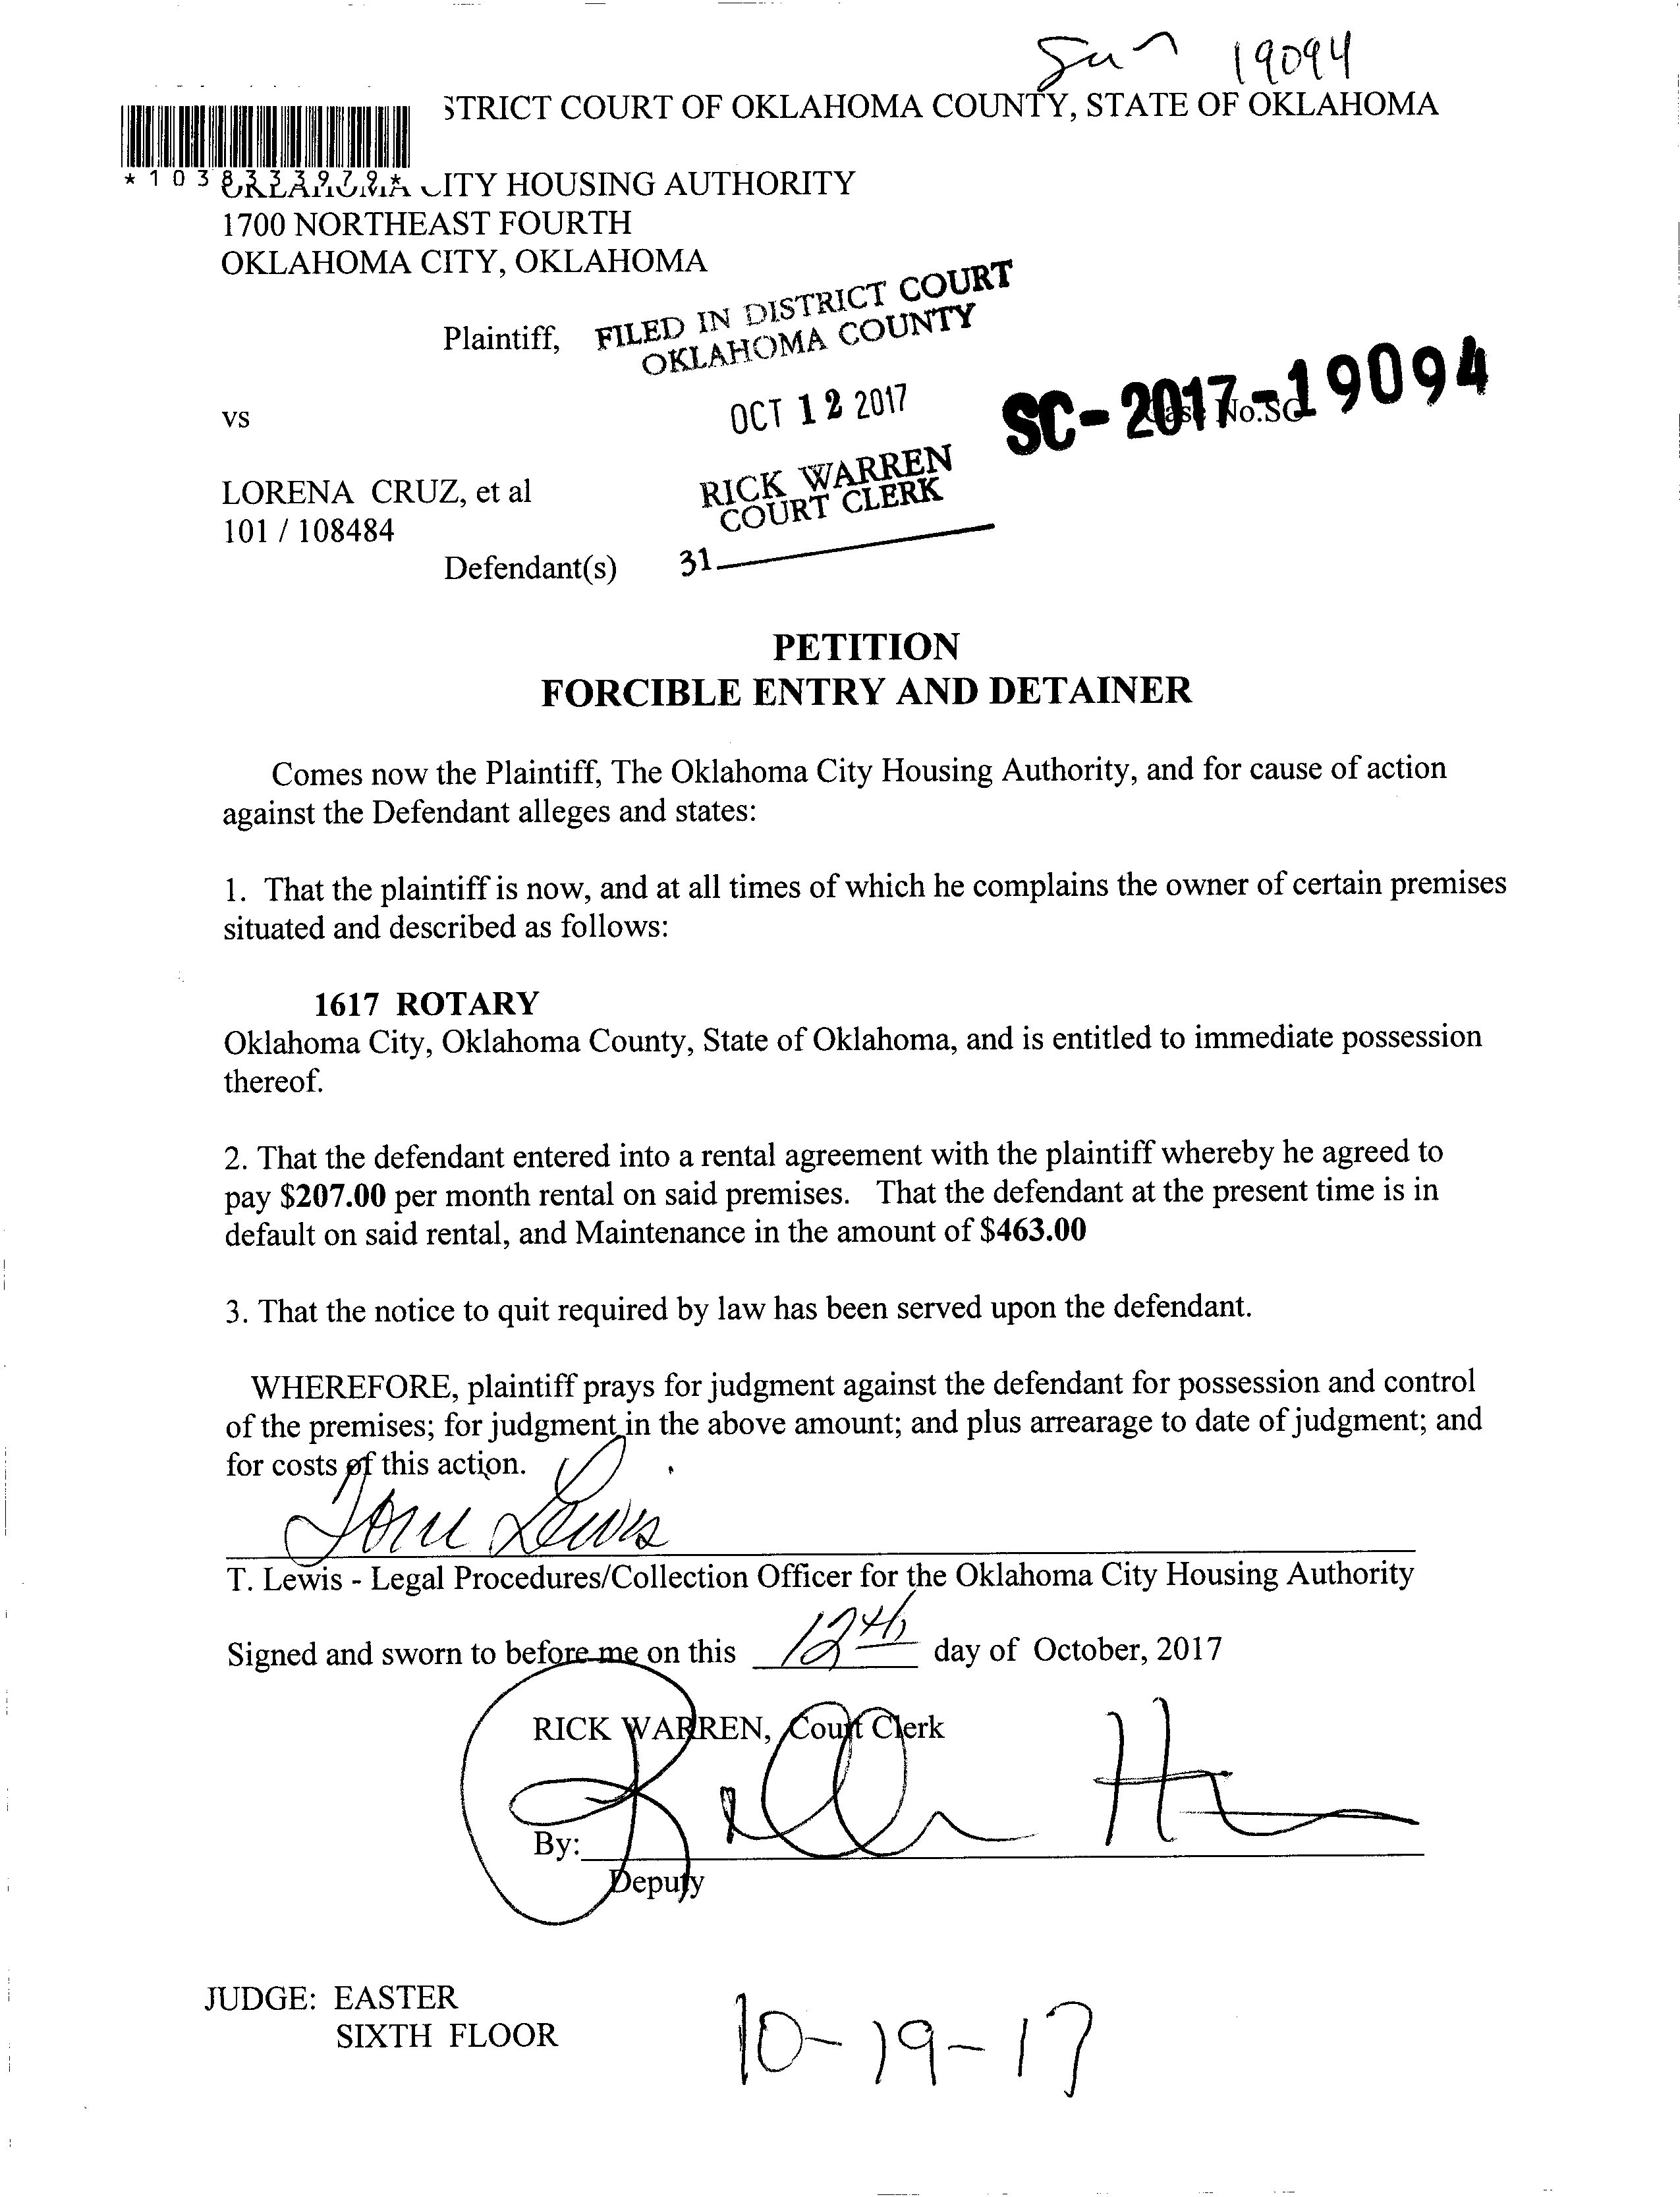 19094
STRICT COURT OF OKLAHOMA COUNTY, STATE OF OKLAHOMA
* 1 0 3 8 3 3 3 9 7 9 *
OKLAHOMA CITY HOUSING AUTHORITY
1700 NORTHEAST FOURTH
OKLAHOMA CITY, OKLAHOMA
Plaintiff,
FILED IN DISTRICT COURT
OKLAHOMA COUNTY
OCT 12 2017
RICK WARREN
COURT CLERK
31
vs
Case No.SC
SC-2017-19094
LORENA CRUZ, et al
101 / 108484
Defendant(s)
PETITION
FORCIBLE ENTRY AND DETAINER
Comes now the Plaintiff, The Oklahoma City Housing Authority, and for cause of action
against the Defendant alleges and states:
1. That the plaintiff is now, and at all times of which he complains the owner of certain premises
situated and described as follows:
1617 ROTARY
Oklahoma City, Oklahoma County, State of Oklahoma, and is entitled to immediate possession
thereof.
2. That the defendant entered into a rental agreement with the plaintiff whereby he agreed to
pay $207.00 per month rental on said premises. That the defendant at the present time is in
default on said rental, and Maintenance in the amount of $463.00
3. That the notice to quit required by law has been served upon the defendant.
WHEREFORE, plaintiff prays for judgment against the defendant for possession and control
of the premises; for judgment in the above amount; and plus arrearage to date of judgment; and
for costs of this action.
Lewis
T. Lewis - Legal Procedures/Collection Officer for the Oklahoma City Housing Authority
Signed and sworn to before me on this 12th day of October, 2017
RICK WARREN, Court Clerk
By:
Deputy
JUDGE: EASTER
SIXTH FLOOR
10-19-17